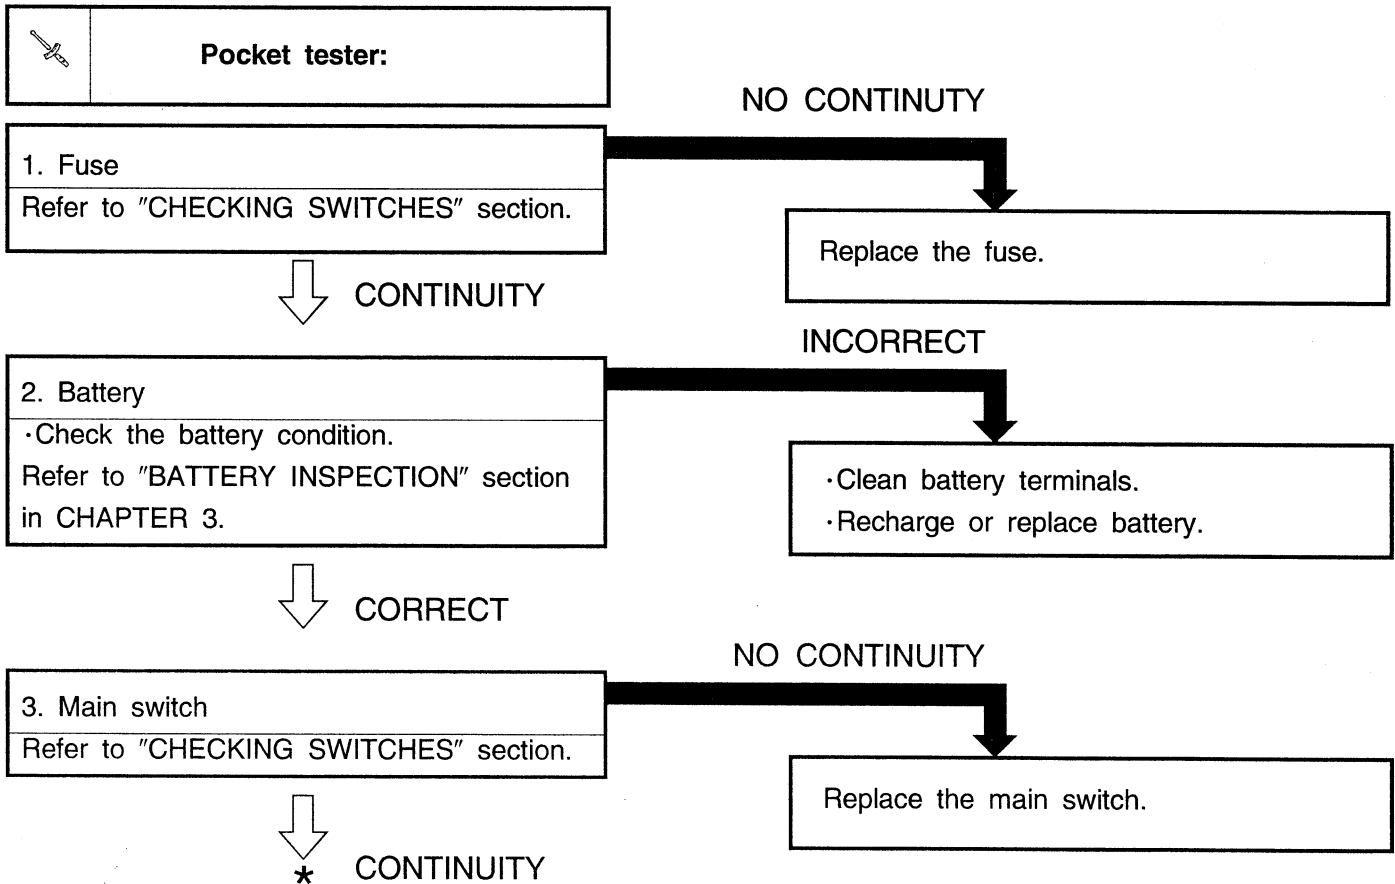 Pocket tester:
NO CONTINUTY
1. Fuse
Refer to "CHECKING SWITCHES" section.
Replace the fuse.
CONTINUITY
INCORRECT
2. Battery
·Check the battery condition.
Refer to "BATTERY INSPECTION" section
in CHAPTER 3.
·Clean battery terminals.
·Recharge or replace battery.
CORRECT
NO CONTINUITY
3. Main switch
Refer to "CHECKING SWITCHES" section.
Replace the main switch.
* CONTINUITY